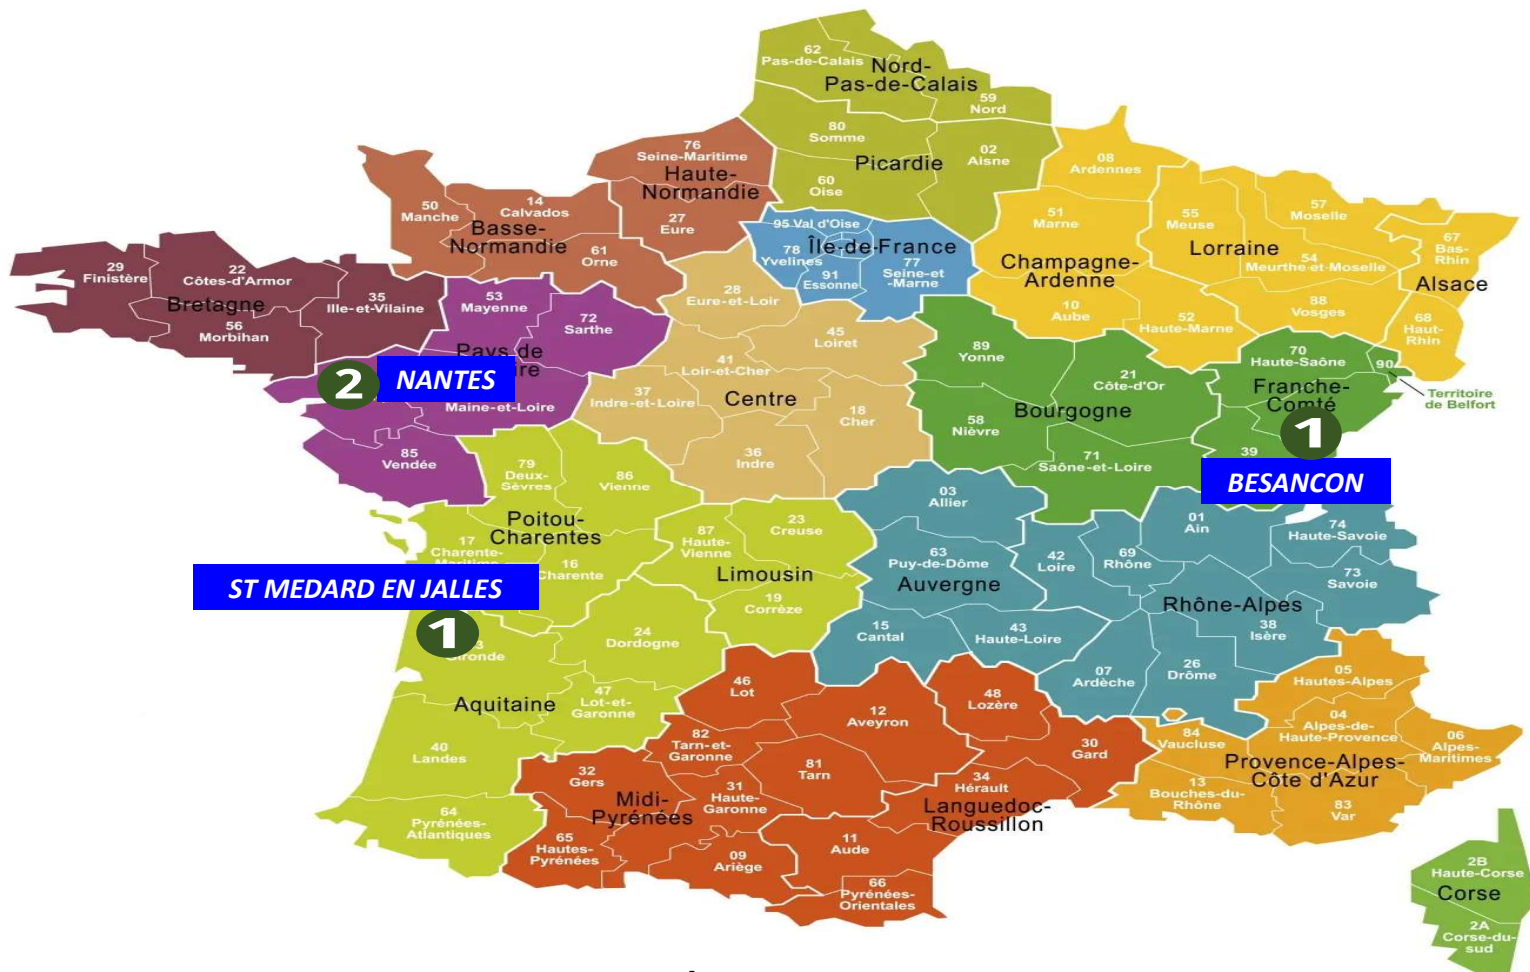 62
Pas-de-Calais
Nord-
Pas-de-Calais
59
Nord
80
Somme
02
Aisne
Picardie
60
Oise
76
Seine-Maritime
Haute-
Normandie
27
Eure
50
Manche
14
Calvados
Basse-
Normandie
61
Orne
95 Val d'Oise
Île-de-France
78
Yvelines
91
Essonne
77
Seine-et
-Marne
08
Ardennes
51
Marne
Champagne-
Ardenne
10
Aube
52
Haute-Marne
55
Meuse
57
Moselle
Lorraine
54
Meurthe et-Moselle
88
Vosges
67
Bas-
Rhin
Alsace
68
Haut-
Rhin
29
Finistère
22
Côtes-d'Armor
Bretagne
35
Ille-et-Vilaine
56
Morbihan
53
Mayenne
72
Sarthe
Pays de
2
NANTES
Maine-et-Loire
85
Vendée
28
Eure-et-Loir
45
Loiret
41
Loir-et-Cher
37
Indre-et-Loire
Centre
18
Cher
36
Indre
89
Yonne
21
Côte-d'Or
Bourgogne
58
Nièvre
71
Saône-et-Loire
70
Haute-Saône
90
Territoire
de Belfort
Franche-
Comté
1
39
BESANCON
79
Deux-
Sèvres
86
Vienne
Poitou-
Charentes
17
Charente-
16
Charente
ST MEDARD EN JALLES
1
Gironde
87
Haute-
Vienne
23
Creuse
Limousin
19
Corrèze
24
Dordogne
47
Lot-et-
Garonne
Aquitaine
40
Landes
64
Pyrénées-
Atlantiques
03
Allier
63
Puy-de-Dôme
Auvergne
15
Cantal
43
Haute-Loire
42
Loire
69
Rhône
01
Ain
74
Haute-Savoie
73
Savoie
Rhône-Alpes
38
Isère
07
Ardèche
26
Drôme
46
Lot
12
Aveyron
82
Tarn-et-
Garonne
81
Tarn
32
Gers
31
Haute-
Garonne
Midi-
Pyrénées
65
Hautes-
Pyrénées
09
Ariège
48
Lozère
30
Gard
34
Hérault
Languedoc-
Roussillon
11
Aude
66
Pyrénées-
Orientales
05
Hautes-Alpes
04
Alpes-de-
Haute-Provence
06
Alpes-
Maritimes
84
Vaucluse
Provence-Alpes-
Côte d'Azur
13
Bouches-du-
Rhône
83
Var
2B
Haute-Corse
Corse
2A
Corse-du-
sud